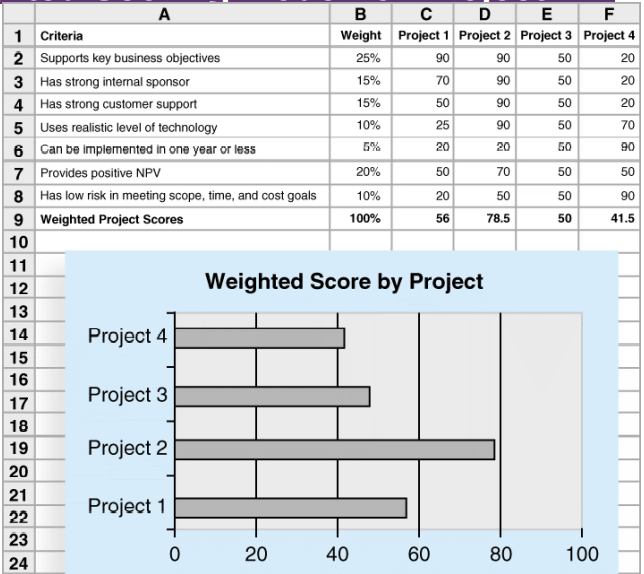 A B C D E F
1 Criteria Weight Project 1 Project 2 Project 3 Project 4
2 Supports key business objectives 25% 90 90 50 20
3 Has strong internal sponsor 15% 70 90 50 20
4 Has strong customer support 15% 50 90 50 20
5 Uses realistic level of technology 10% 25 90 50 70
6 Can be implemented in one year or less 5% 20 20 50 90
7 Provides positive NPV 20% 50 70 50 50
8 Has low risk in meeting scope, time, and cost goals 10% 20 50 50 90
9 Weighted Project Scores 100% 56 78.5 50 41.5
10
11
12 Weighted Score by Project
13
14 Project 4
15
16
17 Project 3
18
19 Project 2
20
21
22 Project 1
23
24 0 20 40 60 80 100